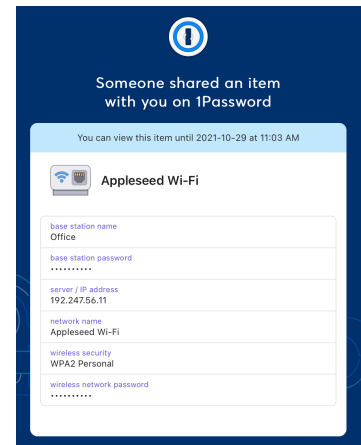 Someone shared an item
with you on 1Password
You can view this item until 2021-10-29 at 11:03 AM
Appleseed Wi-Fi
base station name
Office
base station password
••••••••••
server / IP address
192.247.56.11
network name
Appleseed Wi-Fi
wireless security
WPA2 Personal
wireless network password
••••••••••